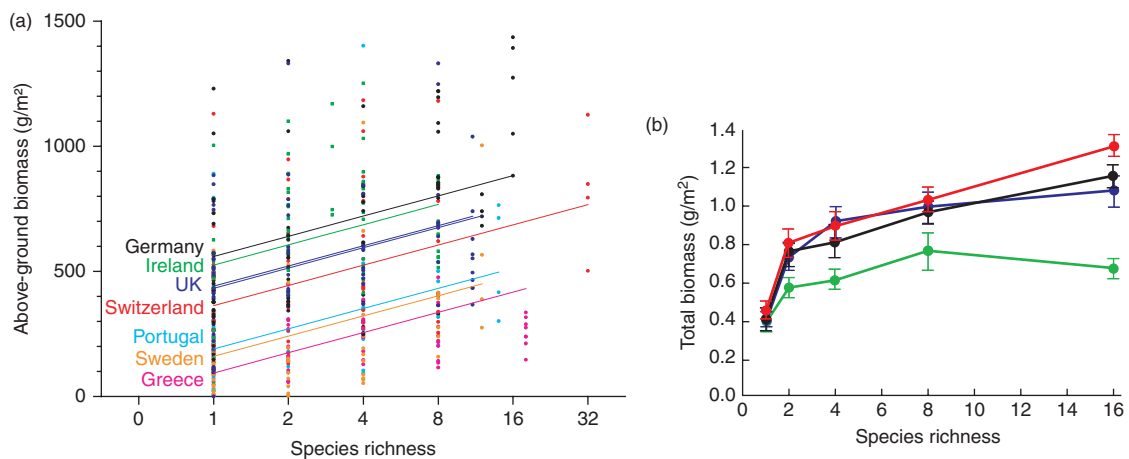 (a)
1500
1000
500
0
Above-ground biomass (g/m²)
Germany
Ireland
UK
Switzerland
Portugal
Sweden
Greece
0 1 2 4 8 16 32
Species richness
(b)
1.4
1.2
1.0
0.8
0.6
0.4
0.2
0.0
Total biomass (g/m²)
0 2 4 6 8 10 12 14 16
Species richness